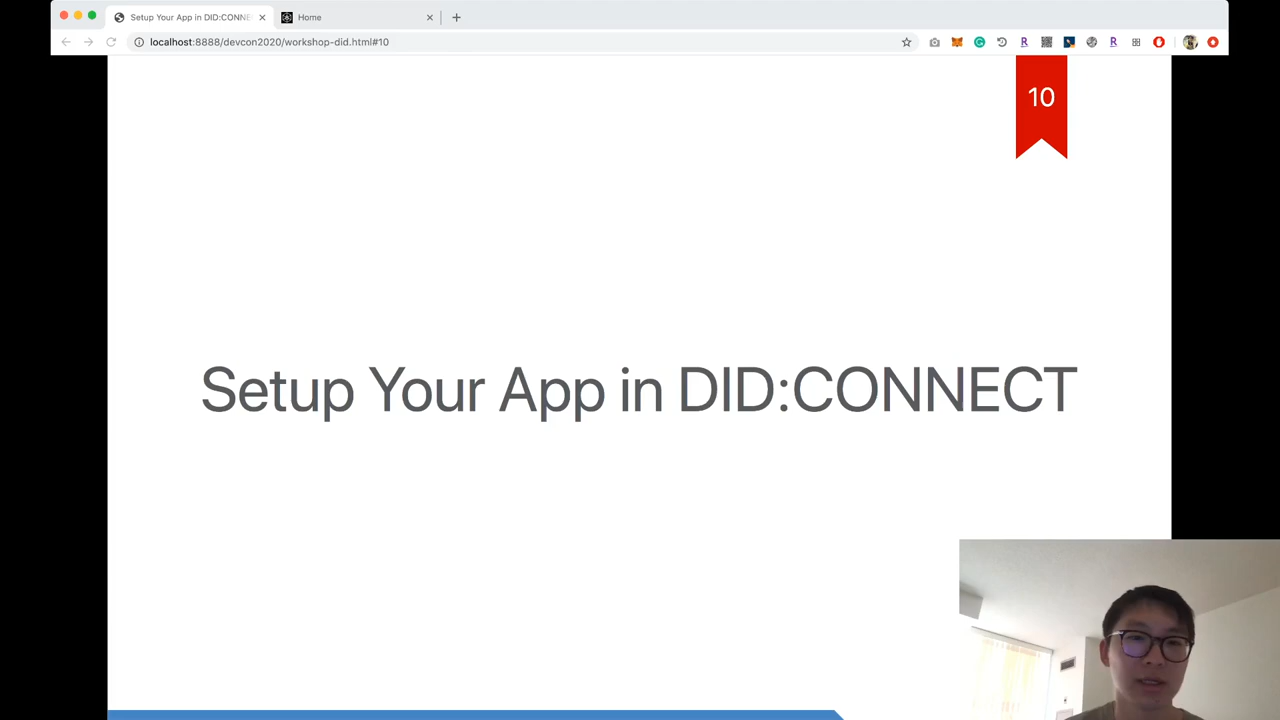 Setup Your App in DID:CONNE
Home
localhost:8888/devcon2020/workshop-did.html#10
10
Setup Your App in DID:CONNECT